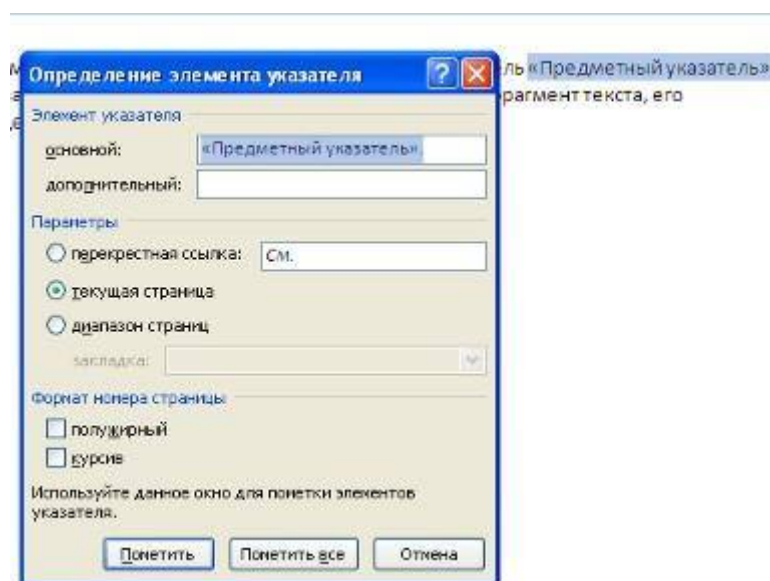 ль «Предметный указатель»
рагмент текста, его
Определение элемента указателя
Элемент указателя
основной: «Предметный указатель».
дополнительный:
Параметры
перекрестная ссылка: См.
текущая страница
диапазон страниц
закладка:
Формат номера страницы
полужирный
курсив
Используйте данное окно для пометки элементов
указателя.
Пометить Пометить все Отмена